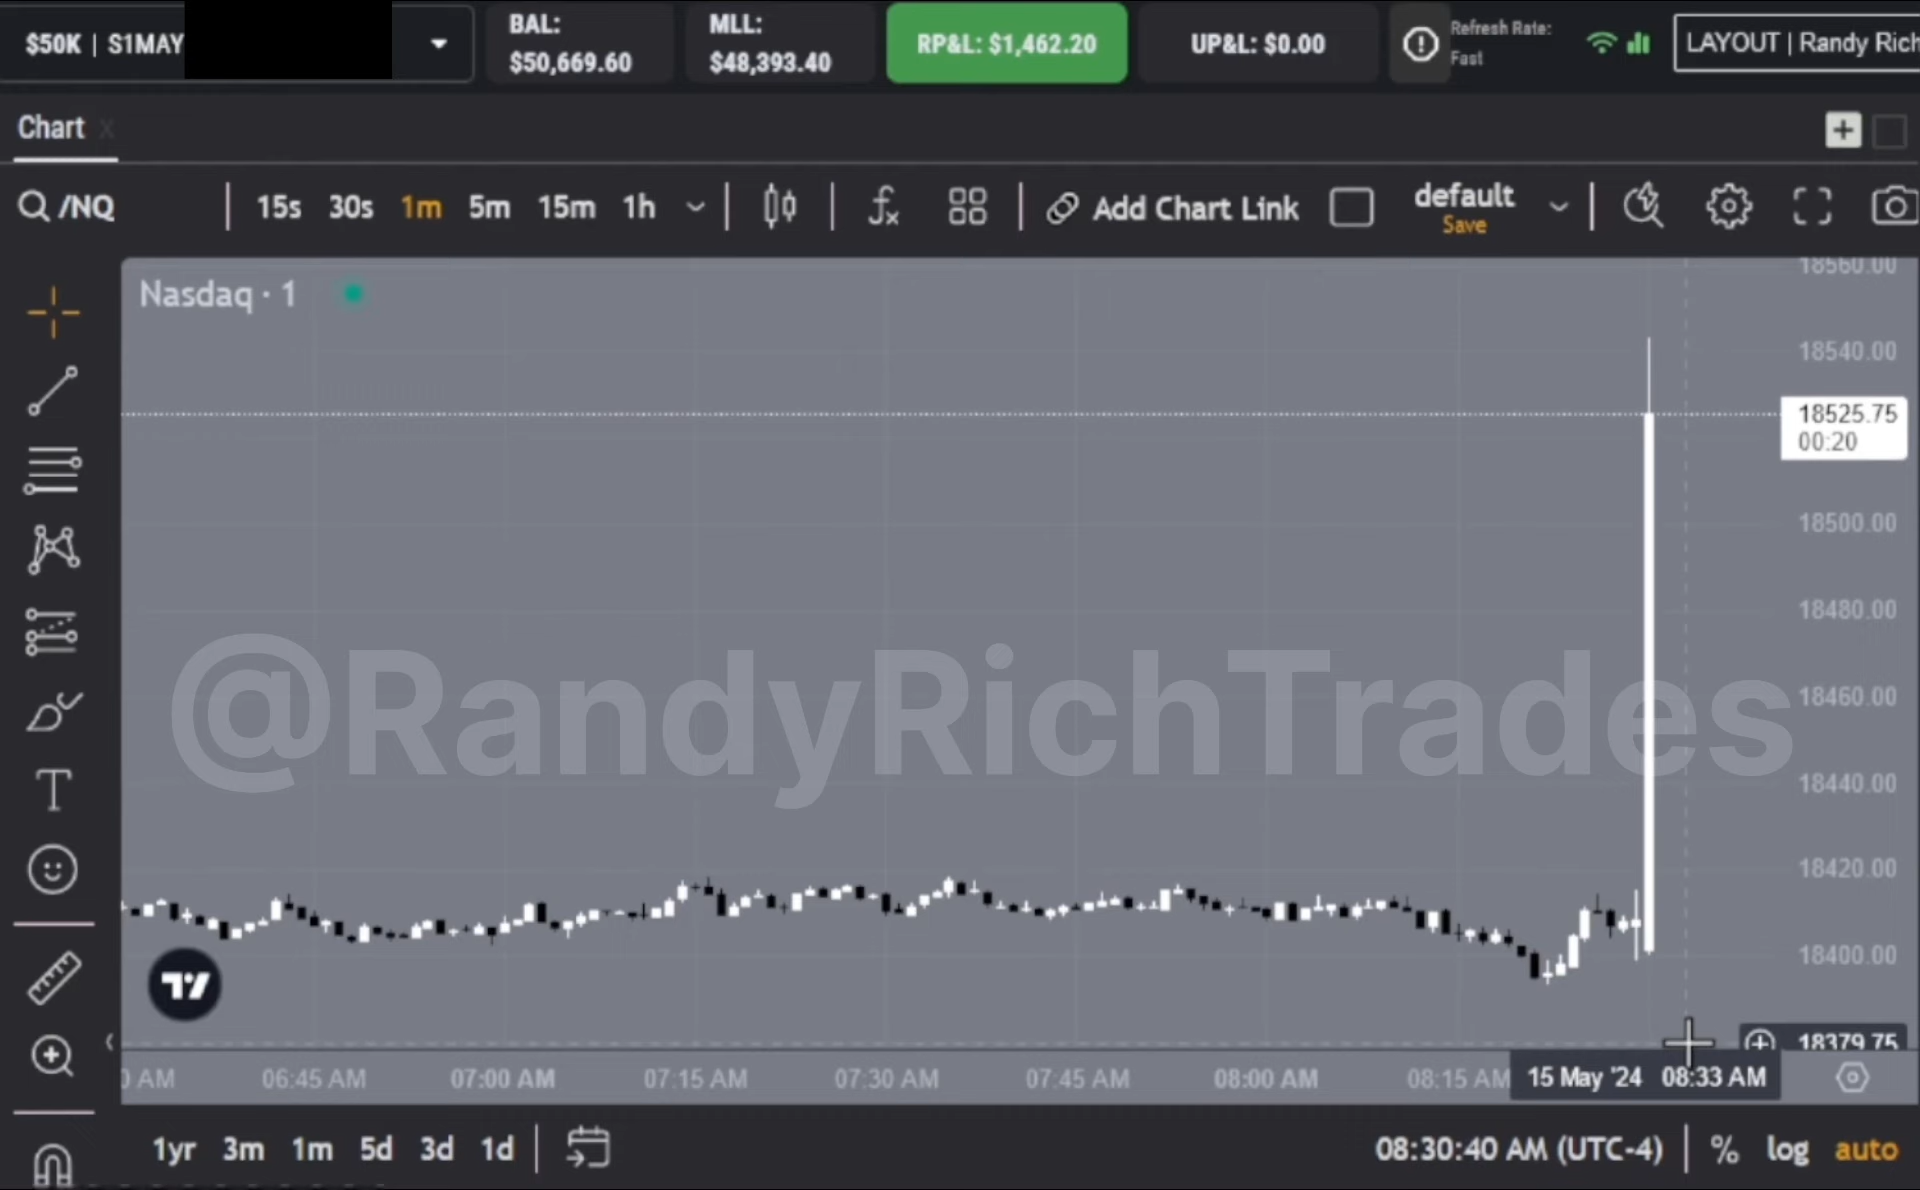 $50K | S1MAY
BAL:
$50,669.60
MLL:
$48,393.40
RP&L: $1,462.20
UP&L: $0.00
Refresh Rate:
Fast
LAYOUT | Randy Rich
Chart x
/NQ
15s 30s 1m 5m 15m 1h
Add Chart Link
default
Save
Nasdaq · 1
18560.00
18540.00
18525.75
00:20
18500.00
18480.00
@RandyRichTrades
18460.00
18440.00
18420.00
18400.00
18379.75
0 AM 06:45 AM 07:00 AM 07:15 AM 07:30 AM 07:45 AM 08:00 AM 08:15 AM 15 May '24 08:33 AM
1yr 3m 1m 5d 3d 1d
08:30:40 AM (UTC-4) % log auto